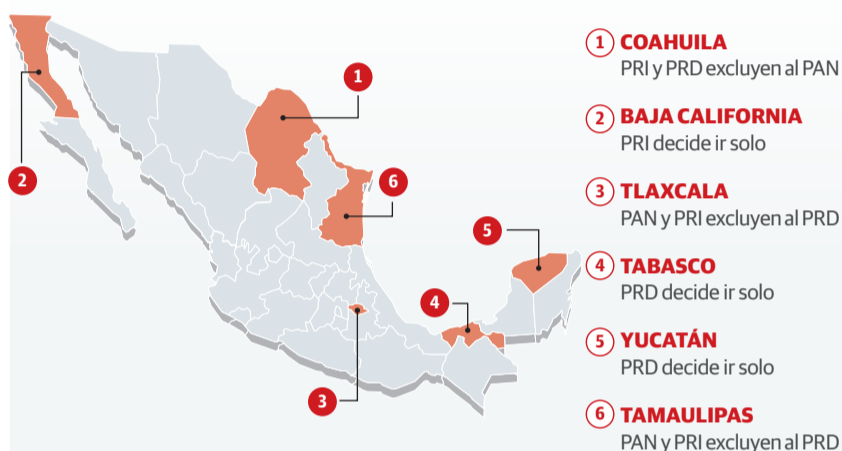 1 COAHUILA
PRI y PRD excluyen al PAN
2 BAJA CALIFORNIA
PRI decide ir solo
3 TLAXCALA
PAN y PRI excluyen al PRD
4 TABASCO
PRD decide ir solo
5 YUCATÁN
PRD decide ir solo
6 TAMAULIPAS
PAN y PRI excluyen al PRD
1
2
6
5
4
3